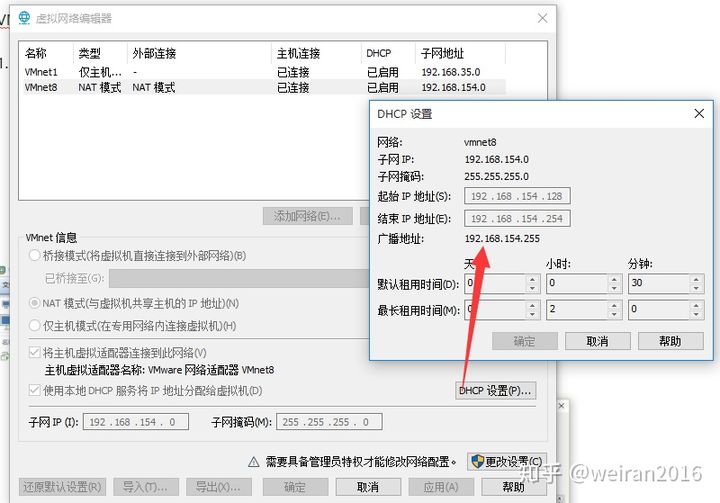 虚拟网络编辑器
名称 类型 外部连接 主机连接 DHCP 子网地址
VMnet1 仅主机... - 已连接 已启用 192.168.35.0
VMnet8 NAT 模式 NAT 模式 已连接 已启用 192.168.154.0
添加网络(E)...
VMnet 信息
桥接模式(将虚拟机直接连接到外部网络)(B)
已桥接至(G):
NAT 模式(与虚拟机共享主机的 IP 地址)(N)
仅主机模式(在专用网络内连接虚拟机)(H)
将主机虚拟适配器连接到此网络(V)
主机虚拟适配器名称: VMware 网络适配器 VMnet8
使用本地 DHCP 服务将 IP 地址分配给虚拟机(D)
DHCP 设置(P)...
子网 IP (I): 192 . 168 . 154 . 0 子网掩码(M): 255 . 255 . 255 . 0
需要具备管理员特权才能修改网络配置。 更改设置(C)
还原默认设置(R) 导入(T)... 导出(X)... 确定 取消 应用(A) 帮助
DHCP 设置
网络: vmnet8
子网 IP: 192.168.154.0
子网掩码: 255.255.255.0
起始 IP 地址(S): 192 . 168 . 154 . 128
结束 IP 地址(E): 192 . 168 . 154 . 254
广播地址: 192.168.154.255
天: 小时: 分钟:
默认租用时间(D): 0 0 30
最长租用时间(M): 0 2 0
确定 取消 帮助
知乎 @weiran2016